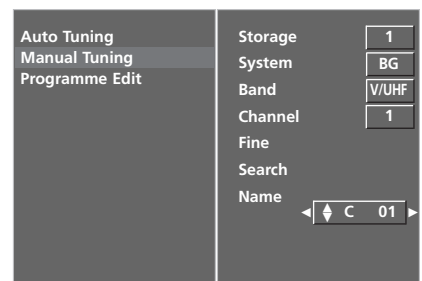 Auto Tuning
Manual Tuning
Programme Edit
Storage 1
System BG
Band V/UHF
Channel 1
Fine
Search
Name
C 01